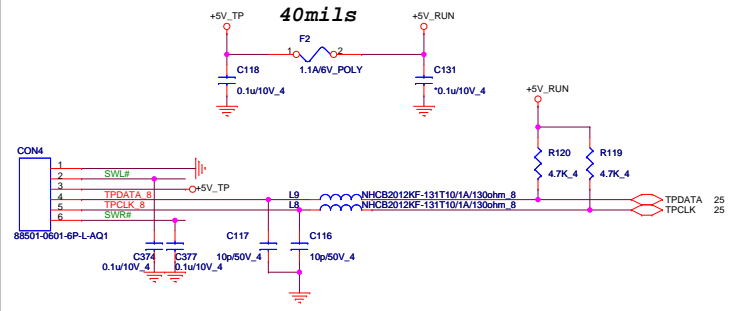 40mils
+5V_TP
+5V_RUN
F2
1
2
1.1A/6V_POLY
C118
0.1u/10V_4
C131
*0.1u/10V_4
+5V_RUN
R120
4.7K_4
R119
4.7K_4
CON4
1
2
3
4
5
6
SWL#
+5V_TP
TPDATA_8
TPCLK_8
SWR#
88501-0601-6P-L-AQ1
L9
NHCB2012KF-131T10/1A/130ohm_8
L8
NHCB2012KF-131T10/1A/130ohm_8
TPDATA 25
TPCLK 25
C374
0.1u/10V_4
C377
0.1u/10V_4
C117
10p/50V_4
C116
10p/50V_4